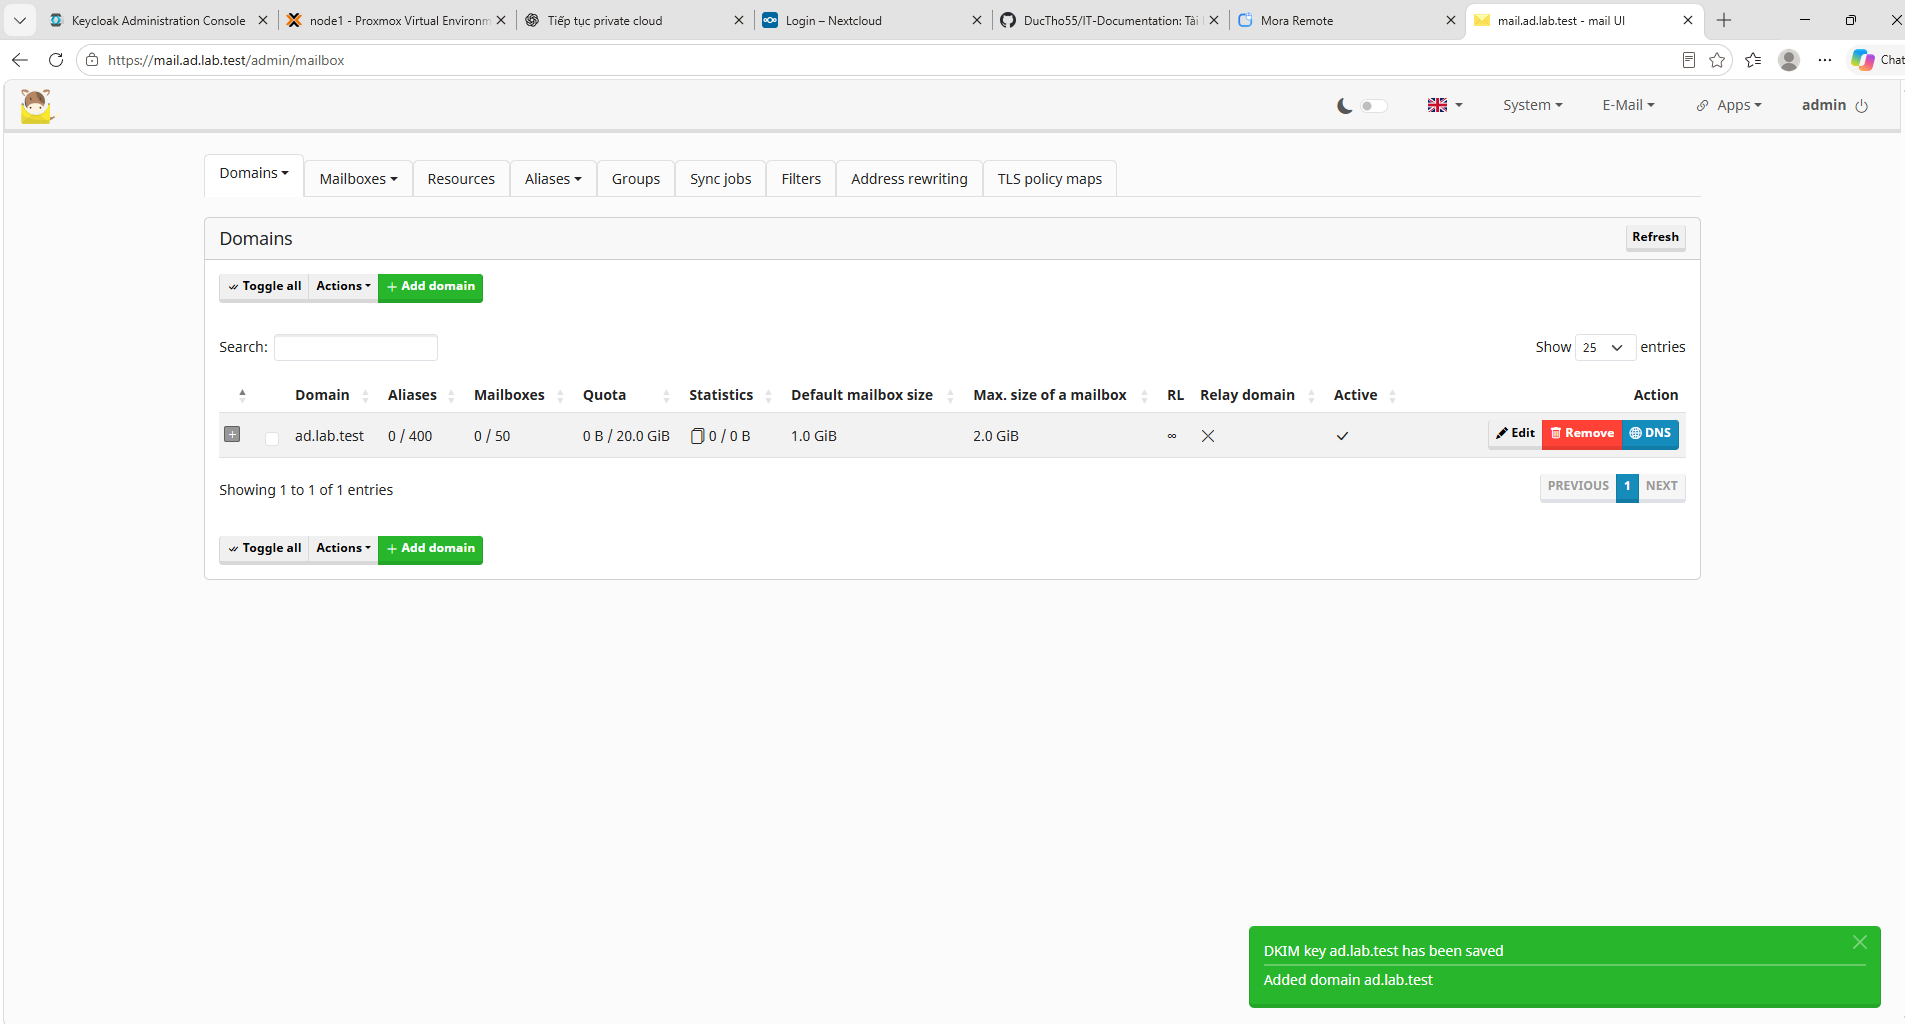 Keycloak Administration Console
node1 - Proxmox Virtual Environm
Tiếp tục private cloud
Login – Nextcloud
DucTho55/IT-Documentation: Tài
Mora Remote
mail.ad.lab.test - mail UI
https://mail.ad.lab.test/admin/mailbox
Chat
System
E-Mail
Apps
admin
Domains
Mailboxes
Resources
Aliases
Groups
Sync jobs
Filters
Address rewriting
TLS policy maps
Domains
Refresh
Toggle all Actions + Add domain
Search:
Show 25 entries
Domain Aliases Mailboxes Quota Statistics Default mailbox size Max. size of a mailbox RL Relay domain Active Action
ad.lab.test 0 / 400 0 / 50 0 B / 20.0 GiB 0 / 0 B 1.0 GiB 2.0 GiB ∞ Edit Remove DNS
Showing 1 to 1 of 1 entries
PREVIOUS 1 NEXT
Toggle all Actions + Add domain
DKIM key ad.lab.test has been saved
Added domain ad.lab.test